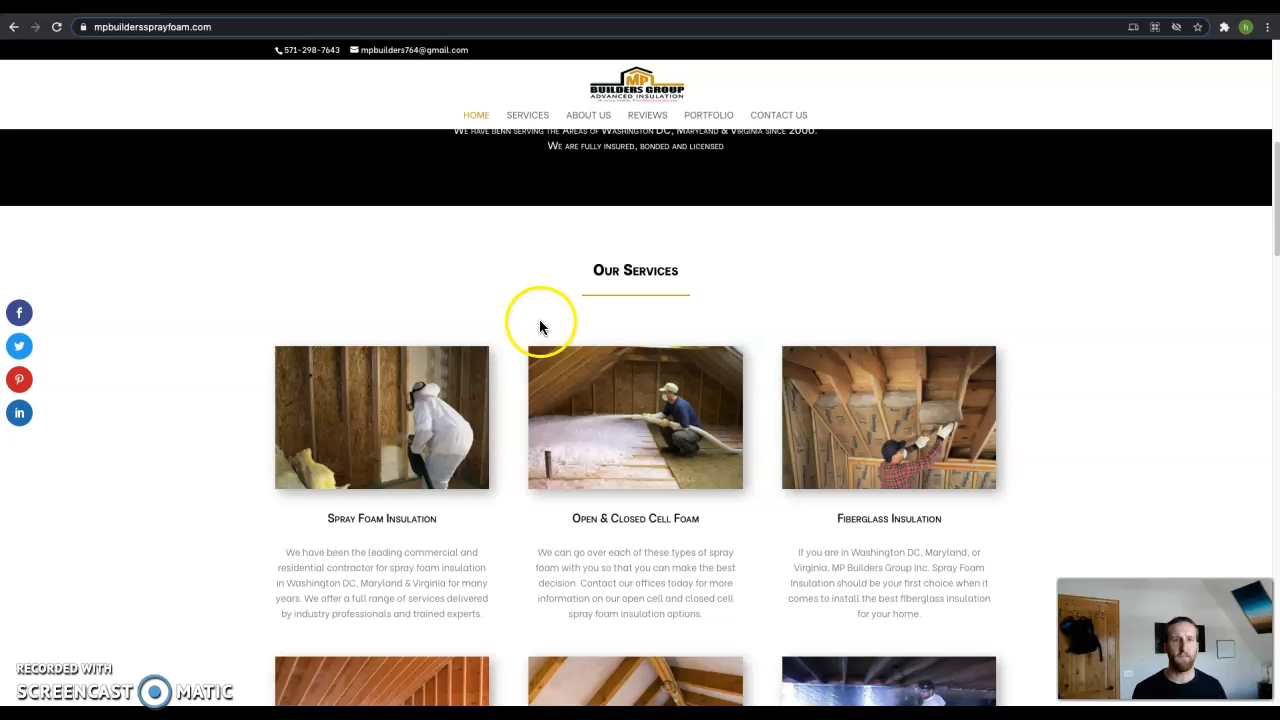 mpbuilderssprayfoam.com
h
571-298-7643 mpbuilders764@gmail.com
MP
BUILDERS GROUP
ADVANCED INSULATION
HOME SERVICES ABOUT US REVIEWS PORTFOLIO CONTACT US
We have benn serving the Areas of Washington DC, Maryland & Virginia since 2000.
We are fully insured, bonded and licensed
Our Services
Spray Foam Insulation
We have been the leading commercial and
residential contractor for spray foam insulation
in Washington DC, Maryland & Virginia for many
years. We offer a full range of services delivered
by industry professionals and trained experts.
Open & Closed Cell Foam
We can go over each of these types of spray
foam with you so that you can make the best
decision. Contact our offices today for more
information on our open cell and closed cell
spray foam insulation options.
Fiberglass Insulation
If you are in Washington DC, Maryland, or
Virginia, MP Builders Group Inc. Spray Foam
Insulation should be your first choice when it
comes to install the best fiberglass insulation
for your home.
f
in
RECORDED WITH
SCREENCAST MATIC